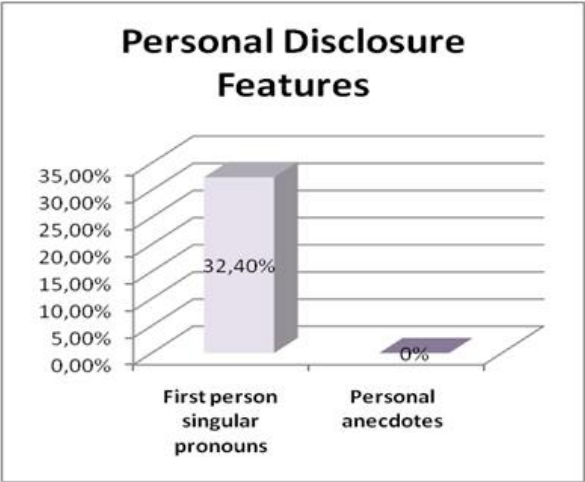 Personal Disclosure
Features
35,00%
30,00%
25,00%
20,00%
15,00%
10,00%
5,00%
0,00%
32,40%
0%
First person
singular
pronouns
Personal
anecdotes